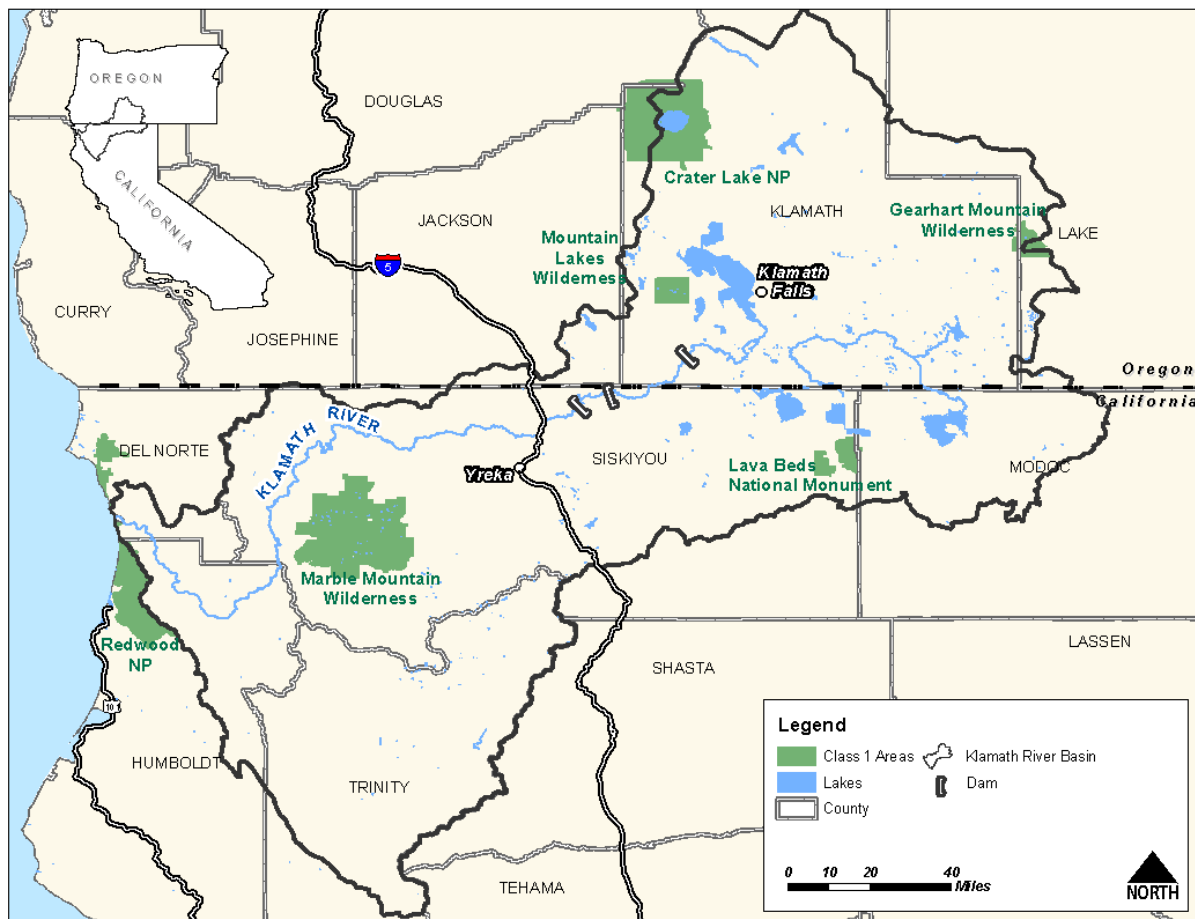 OREGON
CALIFORNIA
DOUGLAS
Crater Lake NP
JACKSON
KLAMATH
Gearhart Mountain
Wilderness
LAKE
Mountain
Lakes
Wilderness
5
Klamath
Falls
CURRY
JOSEPHINE
Oregon
California
DEL NORTE
KLAMATH RIVER
Yreka
SISKIYOU
Lava Beds
National Monument
MODOC
Marble Mountain
Wilderness
Redwood
NP
SHASTA
LASSEN
101
HUMBOLDT
TRINITY
TEHAMA
Legend
Class 1 Areas
Klamath River Basin
Lakes
Dam
County
0 10 20 40
Miles
NORTH